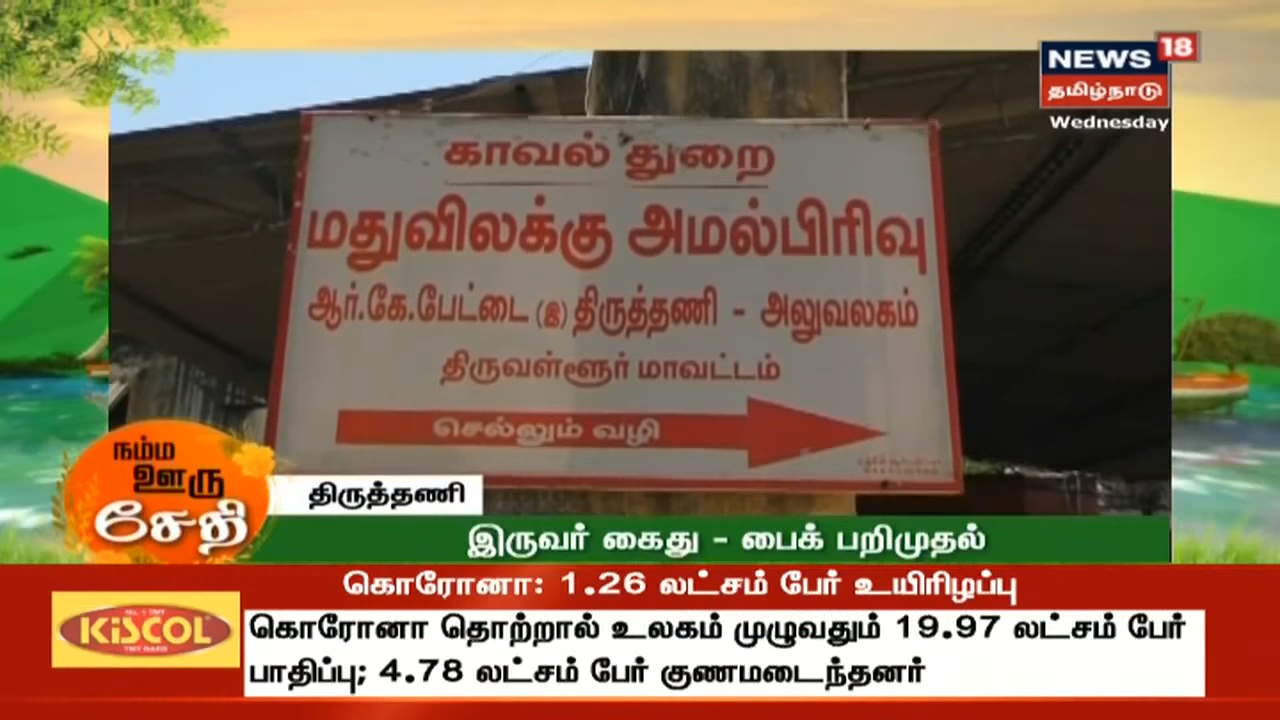 NEWS 18
தமிழ்நாடு
Wednesday
காவல் துறை
மதுவிலக்கு அமல்பிரிவு
ஆர்.கே.பேட்டை (இ) திருத்தணி - அலுவலகம்
திருவள்ளூர் மாவட்டம்
செல்லும் வழி
நம்ம
ஊரு
சேதி
திருத்தணி
இருவர் கைது - பைக் பறிமுதல்
கொரோனா: 1.26 லட்சம் பேர் உயிரிழப்பு
KiSCOL
கொரோனா தொற்றால் உலகம் முழுவதும் 19.97 லட்சம் பேர்
பாதிப்பு; 4.78 லட்சம் பேர் குணமடைந்தனர்